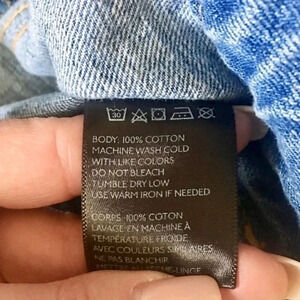 30
BODY: 100% COTTON
MACHINE WASH COLD
WITH LIKE COLORS
DO NOT BLEACH
TUMBLE DRY LOW
USE WARM IRON IF NEEDED
CORPS: 100% COTON
LAVAGE EN MACHINE À
TEMPÉRATURE FROIDE
AVEC COULEURS SIMILAIRES
NE PAS BLANCHIR